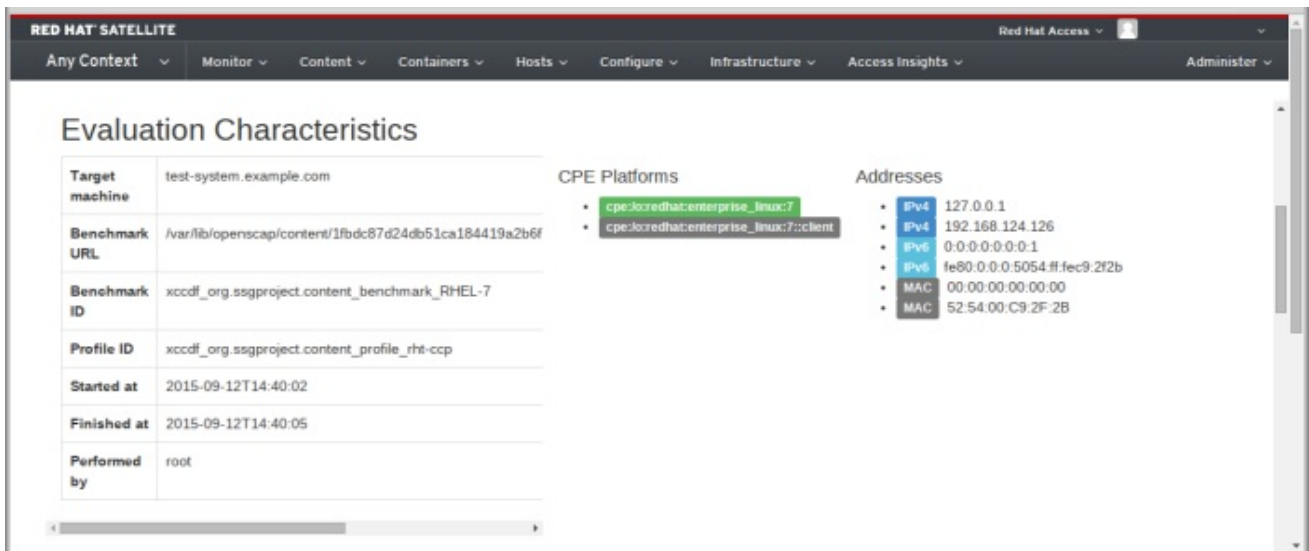 RED HAT' SATELLITE
Red Hat Access
Any Context Monitor Content Containers Hosts Configure Infrastructure Access Insights Administer
Evaluation Characteristics
Target machine test-system.example.com
Benchmark URL /var/lib/openscap/content/1fbdc87d24db51ca184419a2b6f
Benchmark ID xccdf_org.ssgproject.content_benchmark_RHEL-7
Profile ID xccdf_org.ssgproject.content_profile_rht-ccp
Started at 2015-09-12T14:40:02
Finished at 2015-09-12T14:40:05
Performed by root
CPE Platforms
cpe:/o:redhat:enterprise_linux:7
cpe:/o:redhat:enterprise_linux:7::client
Addresses
IPv4 127.0.0.1
IPv4 192.168.124.126
IPv6 0:0:0:0:0:0:0:1
IPv6 fe80:0:0:0:5054:ff:fec9:2f2b
MAC 00:00:00:00:00:00
MAC 52:54:00:C9:2F:2B